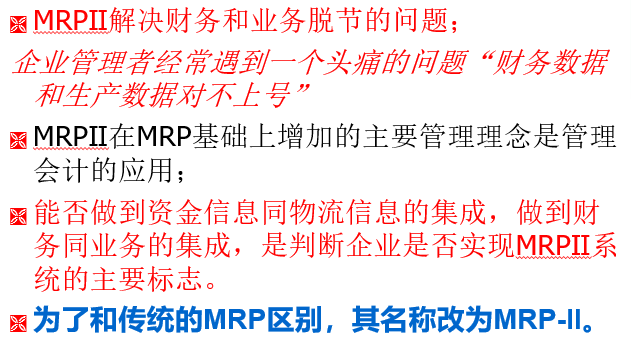 MRPII解决财务和业务脱节的问题；
企业管理者经常遇到一个头痛的问题“财务数据
和生产数据对不上号”
MRPII在MRP基础上增加的主要管理理念是管理
会计的应用；
能否做到资金信息同物流信息的集成，做到财
务同业务的集成，是判断企业是否实现MRPII系
统的主要标志。
为了和传统的MRP区别，其名称改为MRP-II。